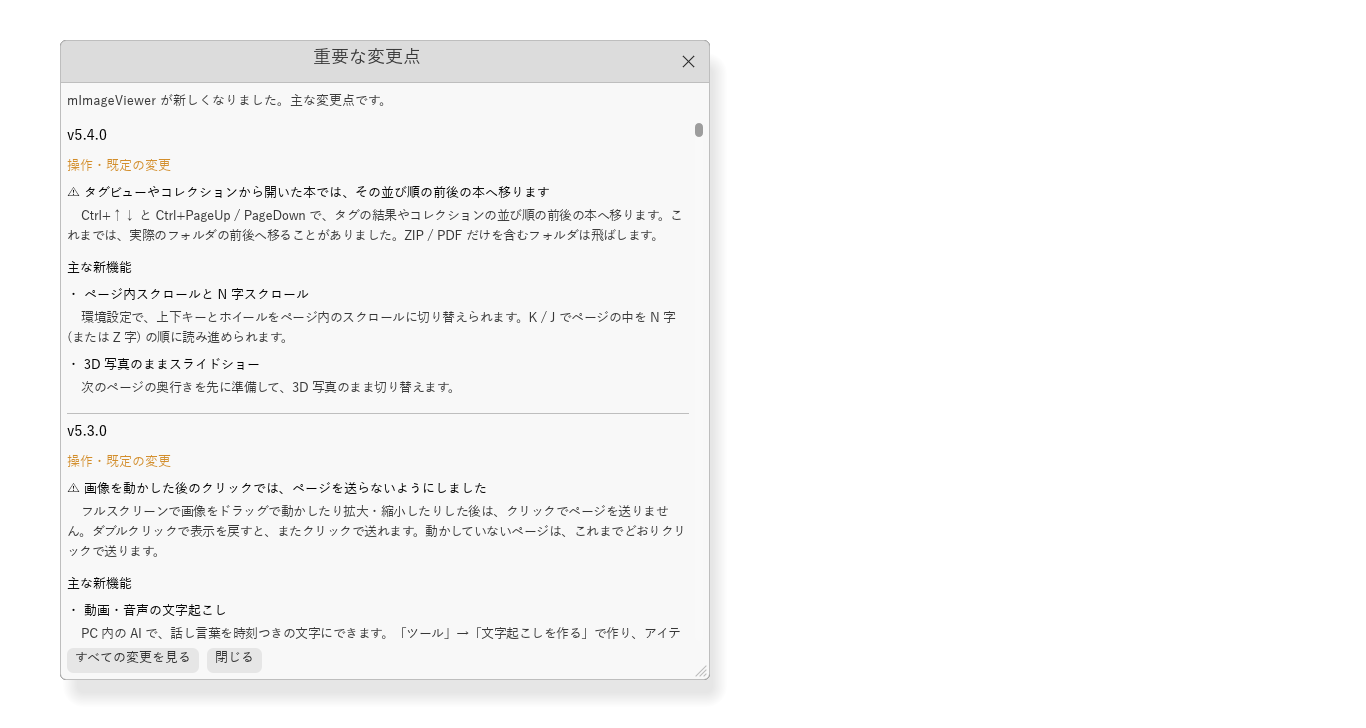 重要な変更点
mImageViewer が新しくなりました。主な変更点です。
v5.4.0
操作・既定の変更
⚠ タグビューやコレクションから開いた本では、その並び順の前後の本へ移ります
Ctrl+↑↓ と Ctrl+PageUp / PageDown で、タグの結果やコレクションの並び順の前後の本へ移ります。こ
れまでは、実際のフォルダの前後へ移ることがありました。ZIP / PDF だけを含むフォルダは飛ばします。
主な新機能
・ ページ内スクロールと N 字スクロール
環境設定で、上下キーとホイールをページ内のスクロールに切り替えられます。K / J でページの中を N 字
(または Z 字) の順に読み進められます。
・ 3D 写真のままスライドショー
次のページの奥行きを先に準備して、3D 写真のまま切り替えます。
v5.3.0
操作・既定の変更
⚠ 画像を動かした後のクリックでは、ページを送らないようにしました
フルスクリーンで画像をドラッグで動かしたり拡大・縮小したりした後は、クリックでページを送りませ
ん。ダブルクリックで表示を戻すと、またクリックで送れます。動かしていないページは、これまでどおりクリ
ックで送ります。
主な新機能
・ 動画・音声の文字起こし
PC 内の AI で、話し言葉を時刻つきの文字にできます。「ツール」→「文字起こしを作る」で作り、アイテ
すべての変更を見る 閉じる